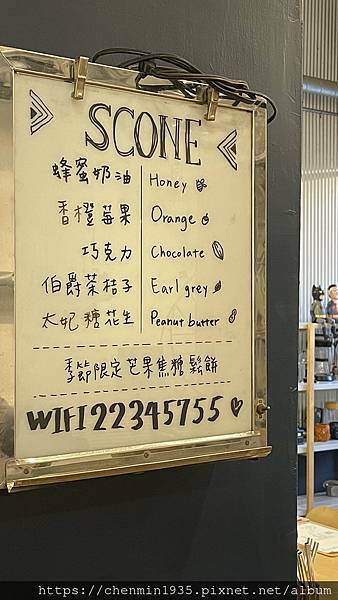 SCONE
蜂蜜奶油 Honey
香橙莓果 Orange
巧克力 Chocolate
伯爵茶桔子 Earl grey
太妃糖花生 Peanut butter
季節限定芒果焦糖鬆餅
WIFI 22345755
https://chenmin1935.pixnet.net/album